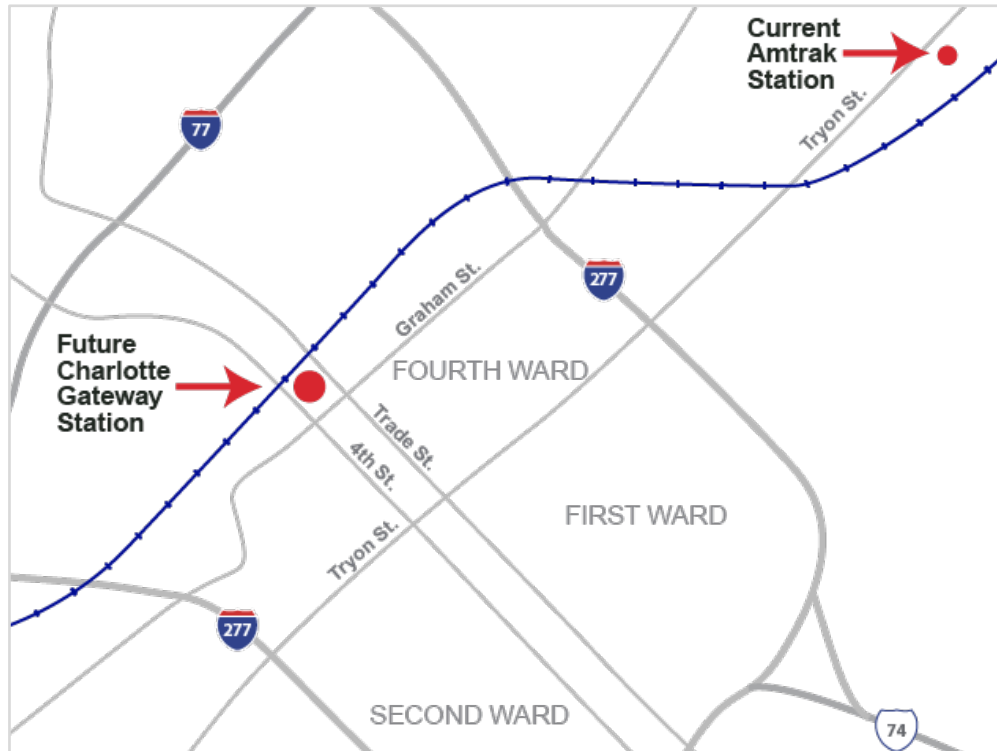 Current
Amtrak
Station
Tryon St.
77
277
Graham St.
Future
Charlotte
Gateway
Station
FOURTH WARD
Trade St.
4th St.
FIRST WARD
Tryon St.
277
SECOND WARD
74